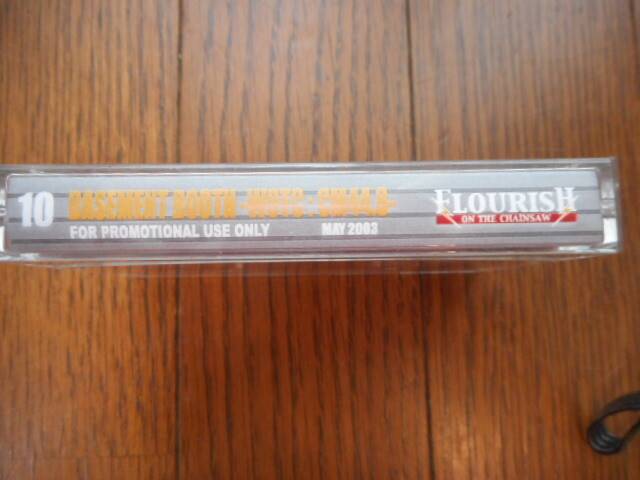 10 BASEMENT BOOTH
FOR PROMOTIONAL USE ONLY MAY 2003
FLOURISH
ON THE CHAINSAW